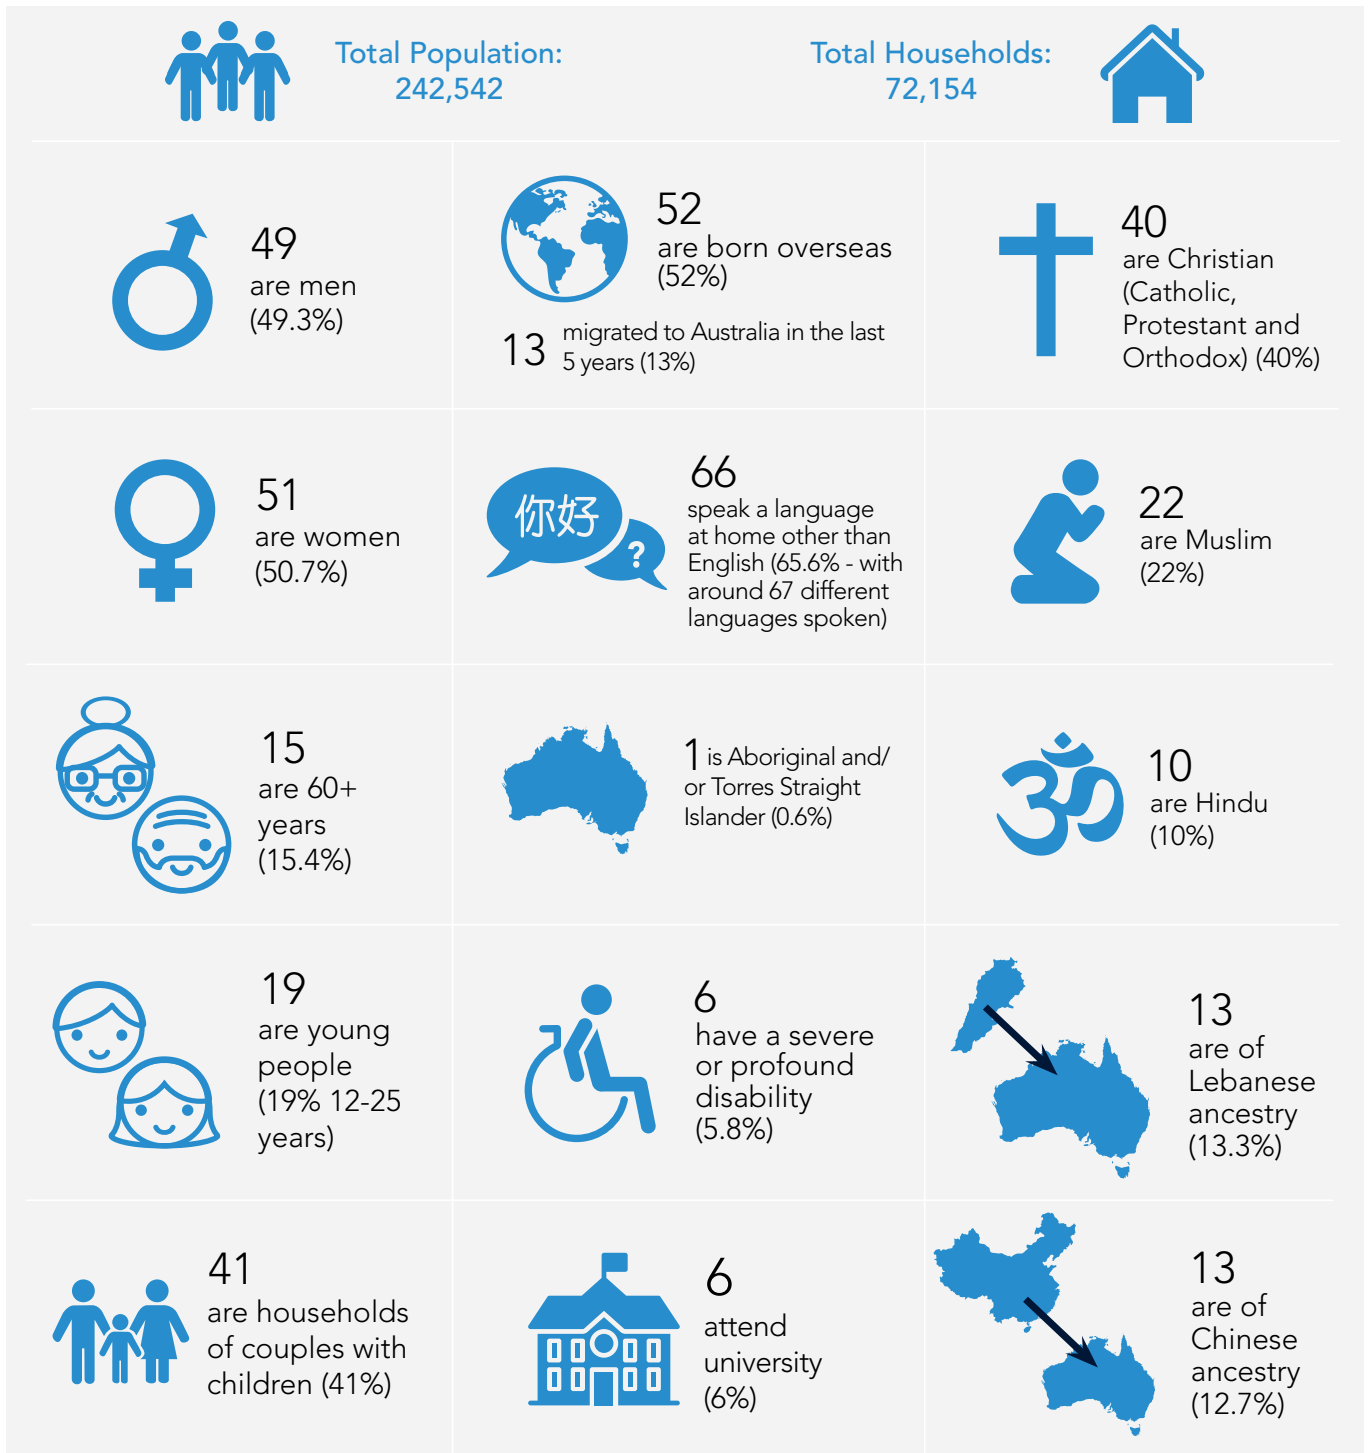 Total Population:
242,542
Total Households:
72,154
49
are men
(49.3%)
52
are born overseas
(52%)
13
migrated to Australia in the last
5 years (13%)
40
are Christian
(Catholic,
Protestant and
Orthodox) (40%)
51
are women
(50.7%)
你好
?
66
speak a language
at home other than
English (65.6% - with
around 67 different
languages spoken)
22
are Muslim
(22%)
15
are 60+
years
(15.4%)
1 is Aboriginal and/
or Torres Straight
Islander (0.6%)
ॐ
10
are Hindu
(10%)
19
are young
people
(19% 12-25
years)
6
have a severe
or profound
disability
(5.8%)
13
are of
Lebanese
ancestry
(13.3%)
41
are households
of couples with
children (41%)
6
attend
university
(6%)
13
are of
Chinese
ancestry
(12.7%)